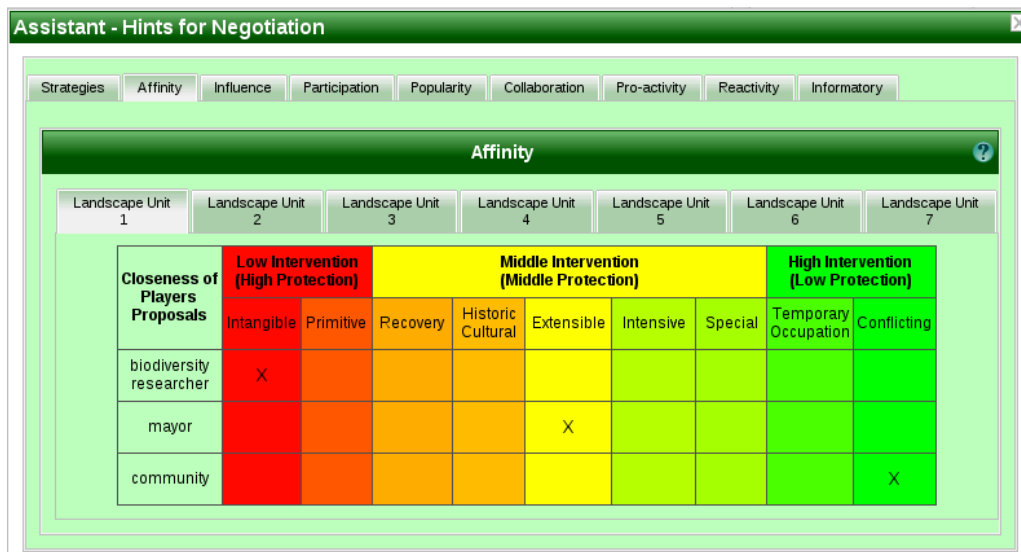 Assistant - Hints for Negotiation
Strategies Affinity Influence Participation Popularity Collaboration Pro-activity Reactivity Informatory
Affinity ?
Landscape Unit 1 Landscape Unit 2 Landscape Unit 3 Landscape Unit 4 Landscape Unit 5 Landscape Unit 6 Landscape Unit 7
Closeness of
Players
Proposals
Low Intervention
(High Protection)
Middle Intervention
(Middle Protection)
High Intervention
(Low Protection)
Intangible Primitive Recovery Historic Cultural Extensible Intensive Special Temporary Occupation Conflicting
biodiversity
researcher X
mayor X
community X